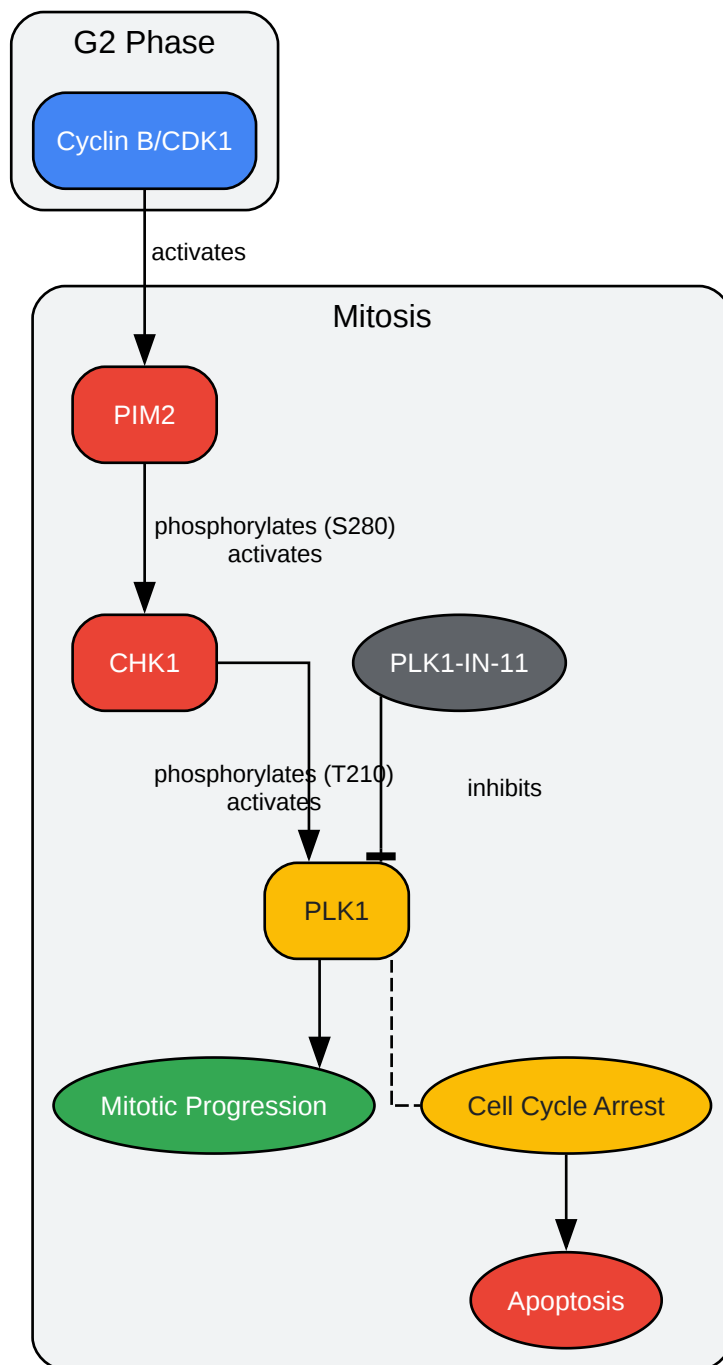 G2 Phase
Cyclin B/CDK1
activates
Mitosis
PIM2
phosphorylates (S280)
activates
CHK1
PLK1-IN-11
phosphorylates (T210)
activates
inhibits
PLK1
Mitotic Progression
Cell Cycle Arrest
Apoptosis